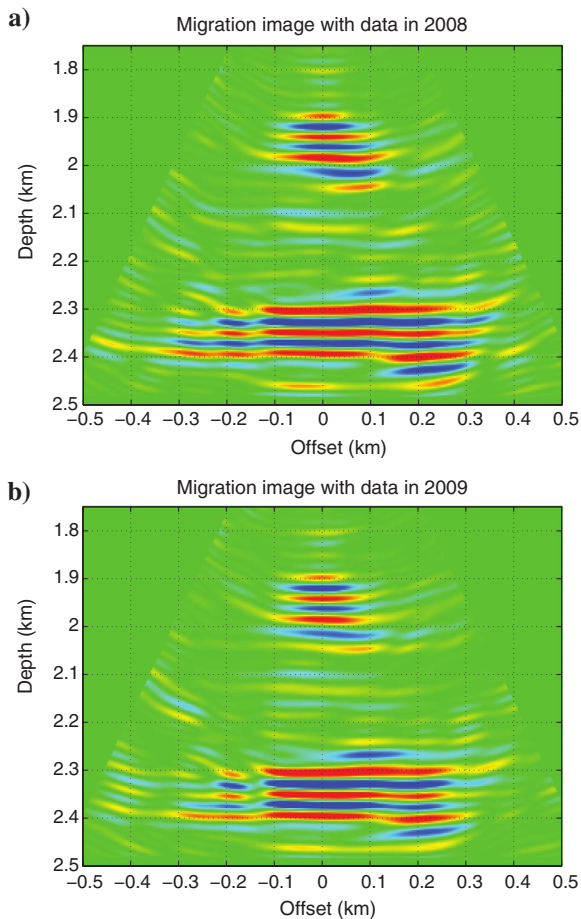 a)
Migration image with data in 2008
1.8
1.9
2
2.1
2.2
2.3
2.4
2.5
Depth (km)
−0.5 −0.4 −0.3 −0.2 −0.1 0 0.1 0.2 0.3 0.4 0.5
Offset (km)
b)
Migration image with data in 2009
1.8
1.9
2
2.1
2.2
2.3
2.4
2.5
Depth (km)
−0.5 −0.4 −0.3 −0.2 −0.1 0 0.1 0.2 0.3 0.4 0.5
Offset (km)